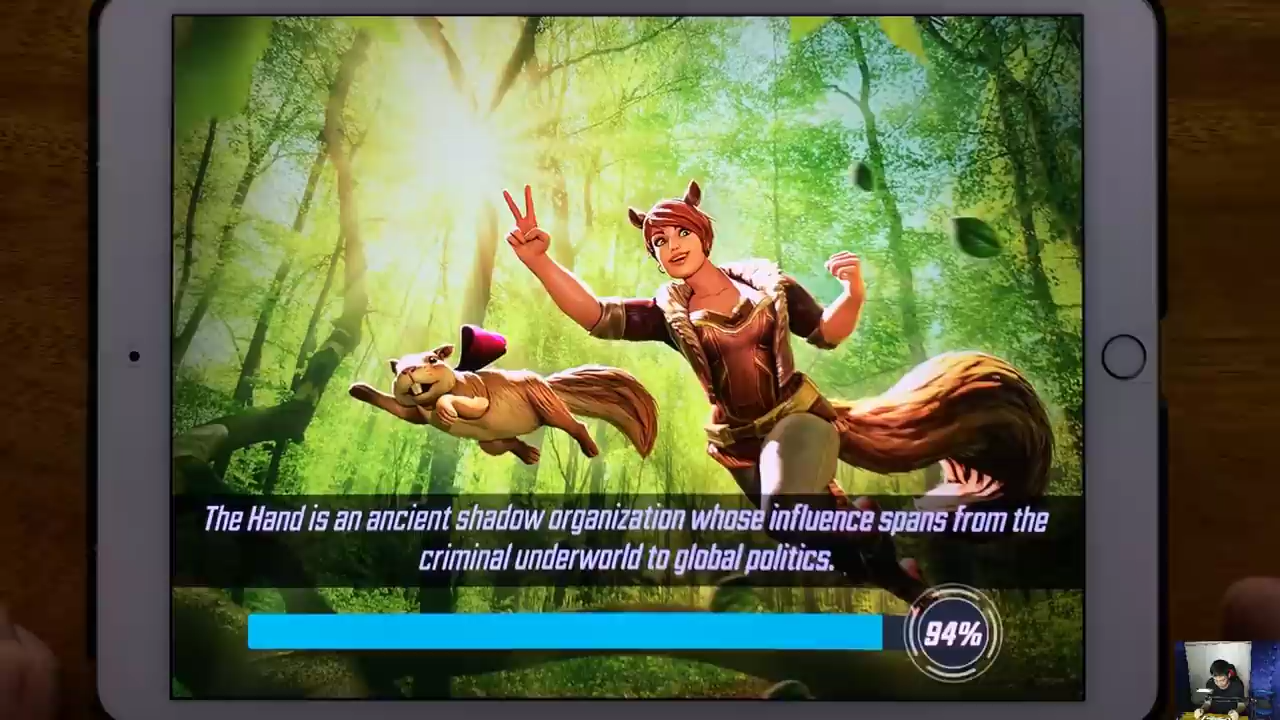 The Hand is an ancient shadow organization whose influence spans from the
criminal underworld to global politics.
94%